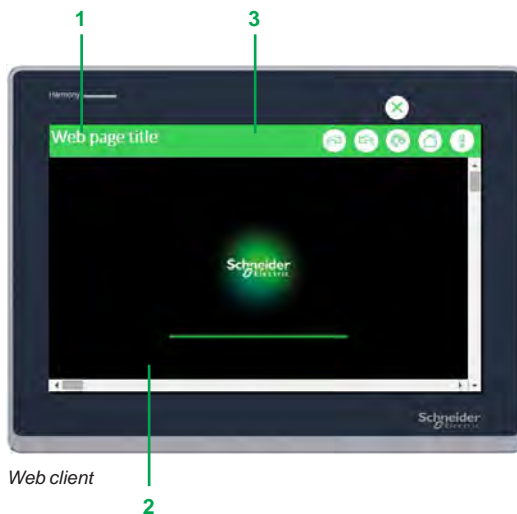 1 3
Harmony
Web page title
Schneider
Electric
Schneider
Electric
Web client
2